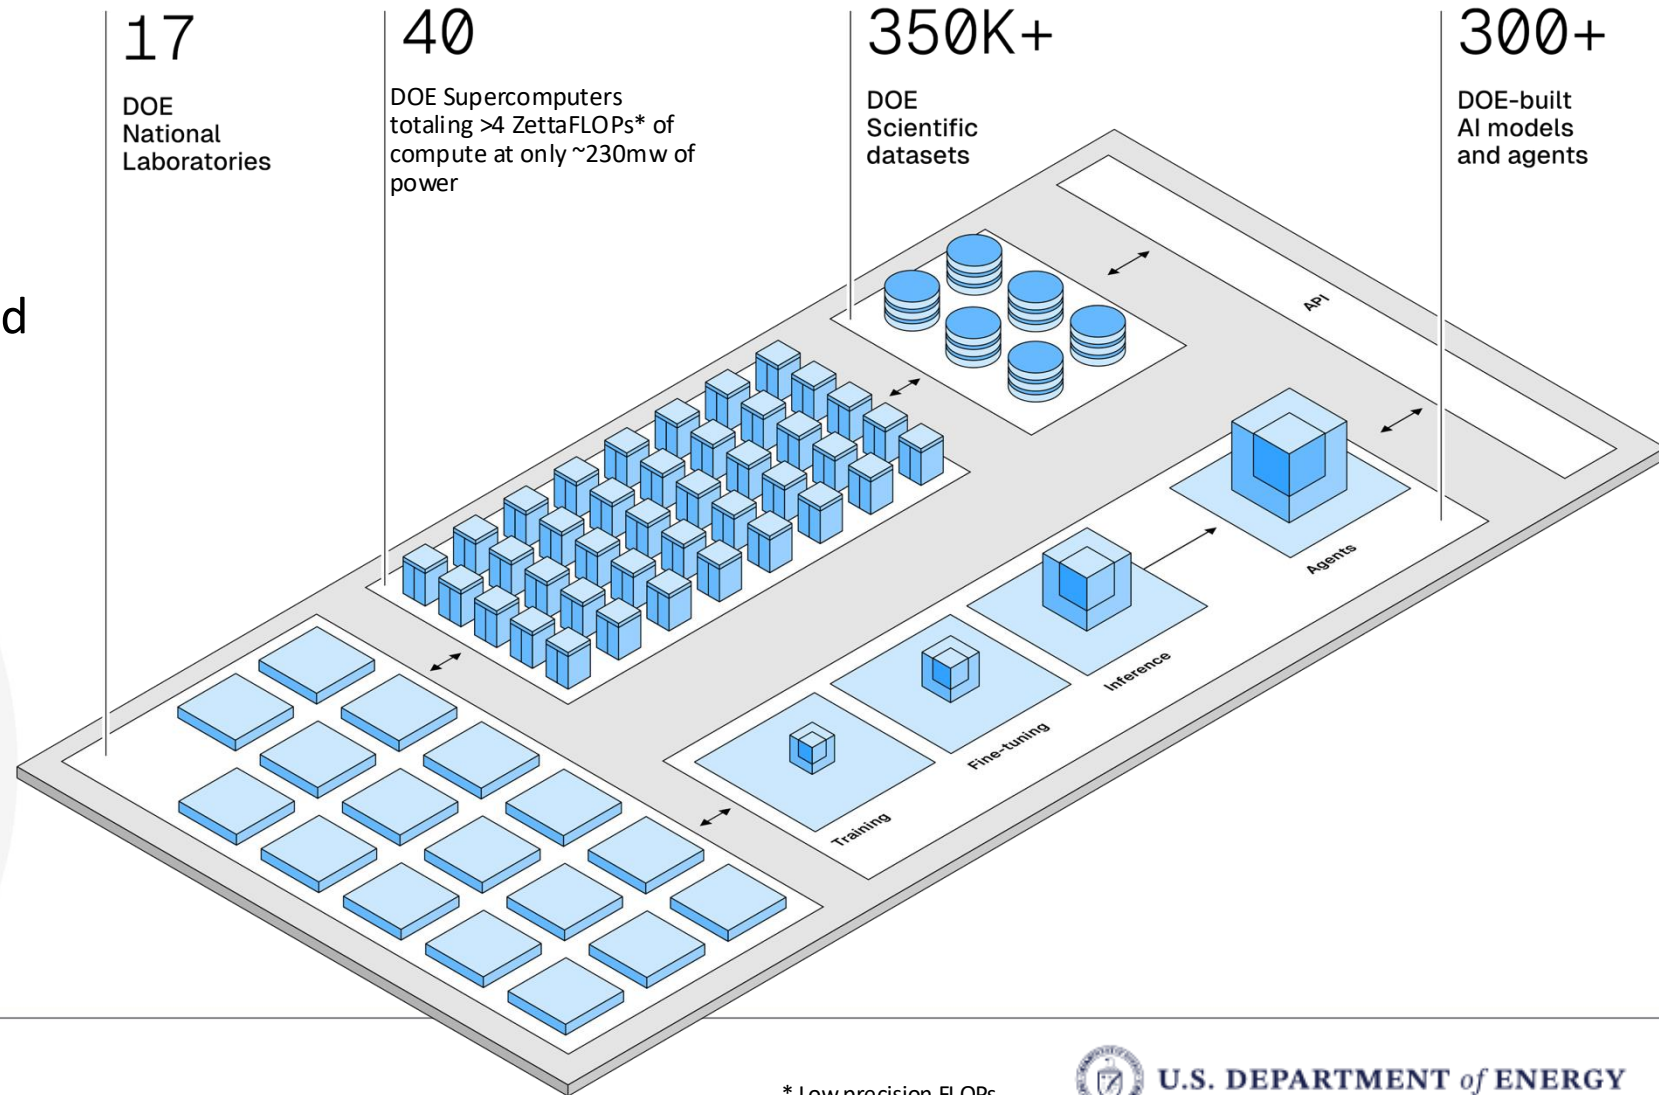 17
DOE
National
Laboratories
40
DOE Supercomputers
totaling >4 ZettaFLOPs* of
compute at only ~230mw of
power
350K+
DOE
Scientific
datasets
300+
DOE-built
AI models
and agents
d
API
Agents
Inference
Fine-tuning
Training
* Low precision FLOPs
U.S. DEPARTMENT of ENERGY